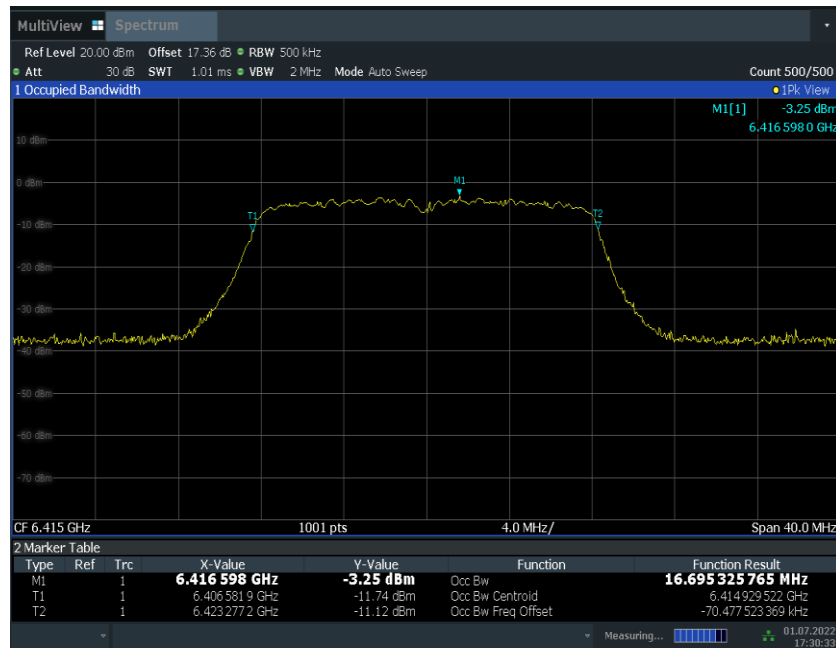 MultiView Spectrum
Ref Level 20.00 dBm Offset 17.36 dB RBW 500 kHz
Att 30 dB SWT 1.01 ms VBW 2 MHz Mode Auto Sweep Count 500/500
1 Occupied Bandwidth 1Pk View
M1[1] -3.25 dBm
6.416 598 0 GHz
10 dBm
0 dBm
M1
T1
T2
-10 dBm
-20 dBm
-30 dBm
-40 dBm
-50 dBm
-60 dBm
-70 dBm
CF 6.415 GHz 1001 pts 4.0 MHz/ Span 40.0 MHz
2 Marker Table
Type Ref Trc X-Value Y-Value Function Function Result
M1 1 6.416 598 GHz -3.25 dBm Occ Bw 16.695 325 765 MHz
T1 1 6.406 581 9 GHz -11.74 dBm Occ Bw Centroid 6.414 929 522 GHz
T2 1 6.423 277 2 GHz -11.12 dBm Occ Bw Freq Offset -70.477 523 369 kHz
Measuring... 01.07.2022
17:30:33